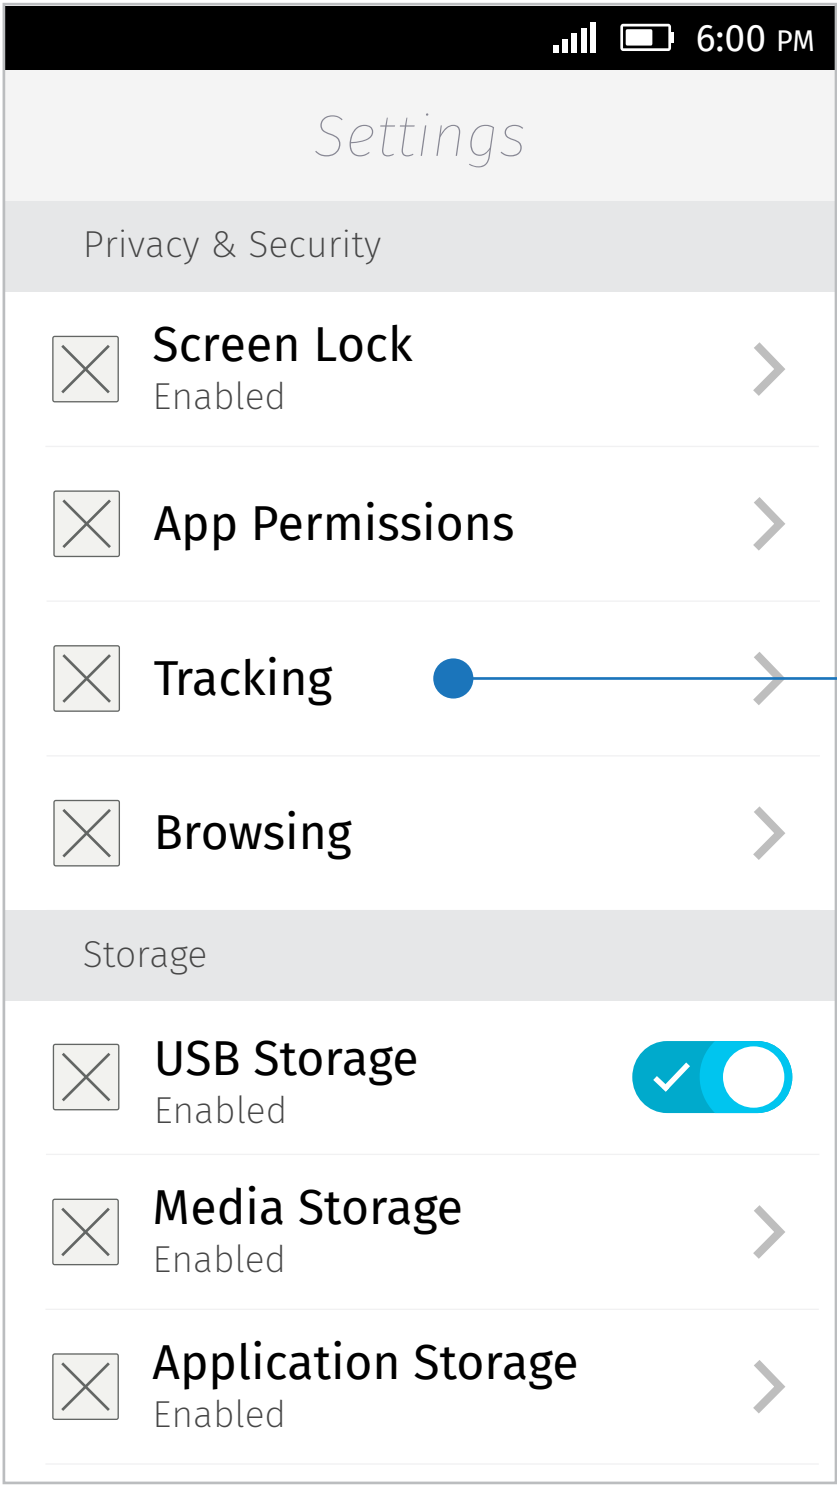 6:00 PM
Settings
Privacy & Security
Screen Lock
Enabled
App Permissions
Tracking
Browsing
Storage
USB Storage
Enabled
Media Storage
Enabled
Application Storage
Enabled